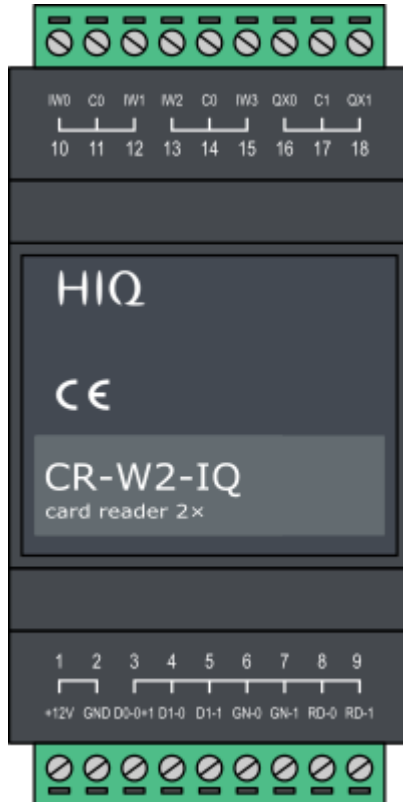 IW0 C0 IW1 IW2 C0 IW3 QX0 C1 QX1
10 11 12 13 14 15 16 17 18
HIQ
CE
CR-W2-IQ
card reader 2×
1 2 3 4 5 6 7 8 9
+12V GND D0-0+1 D1-0 D1-1 GN-0 GN-1 RD-0 RD-1